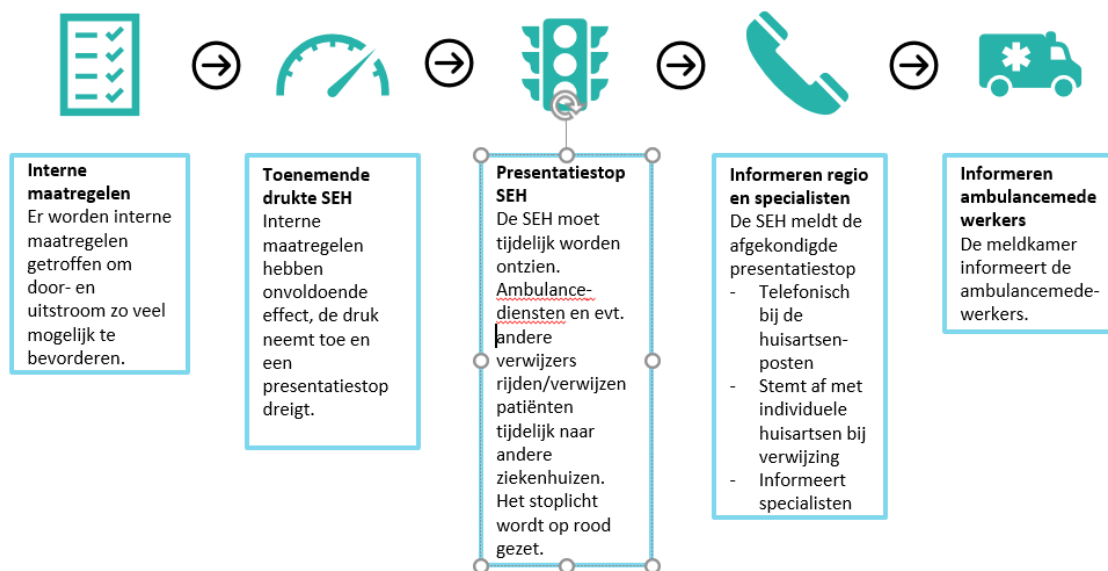 Interne
maatregelen
Er worden interne
maatregelen
getroffen om
door- en
uitstroom zo veel
mogelijk te
bevorderen.
Toenemende
drukte SEH
Interne
maatregelen
hebben
onvoldoende
effect, de druk
neemt toe en
een
presentatiestop
dreigt.
Presentatiestop
SEH
De SEH moet
tijdelijk worden
ontzien.
Ambulance-
diensten en evt.
andere
verwijzers
rijden/verwijzen
patiënten
tijdelijk naar
andere
ziekenhuizen.
Het stoplicht
wordt op rood
gezet.
Informeren regio
en specialisten
De SEH meldt de
afgekondigde
presentatiestop
- Telefonisch
bij de
huisartsen-
posten
- Stemt af met
individuele
huisartsen bij
verwijzing
- Informeert
specialisten
Informeren
ambulancemede
werkers
De meldkamer
informeert de
ambulancemede-
werkers.